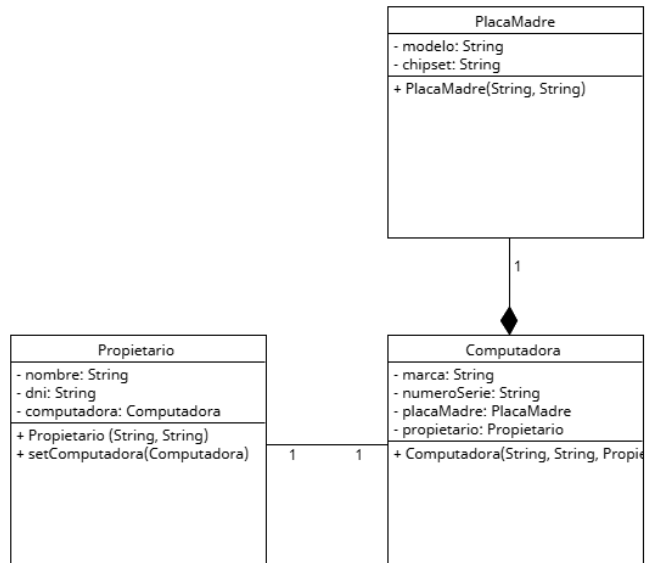 PlacaMadre
- modelo: String
- chipset: String
+ PlacaMadre(String, String)
1
Propietario
- nombre: String
- dni: String
- computadora: Computadora
+ Propietario (String, String)
+ setComputadora(Computadora)
1
1
Computadora
- marca: String
- numeroSerie: String
- placaMadre: PlacaMadre
- propietario: Propietario
+ Computadora(String, String, Propie